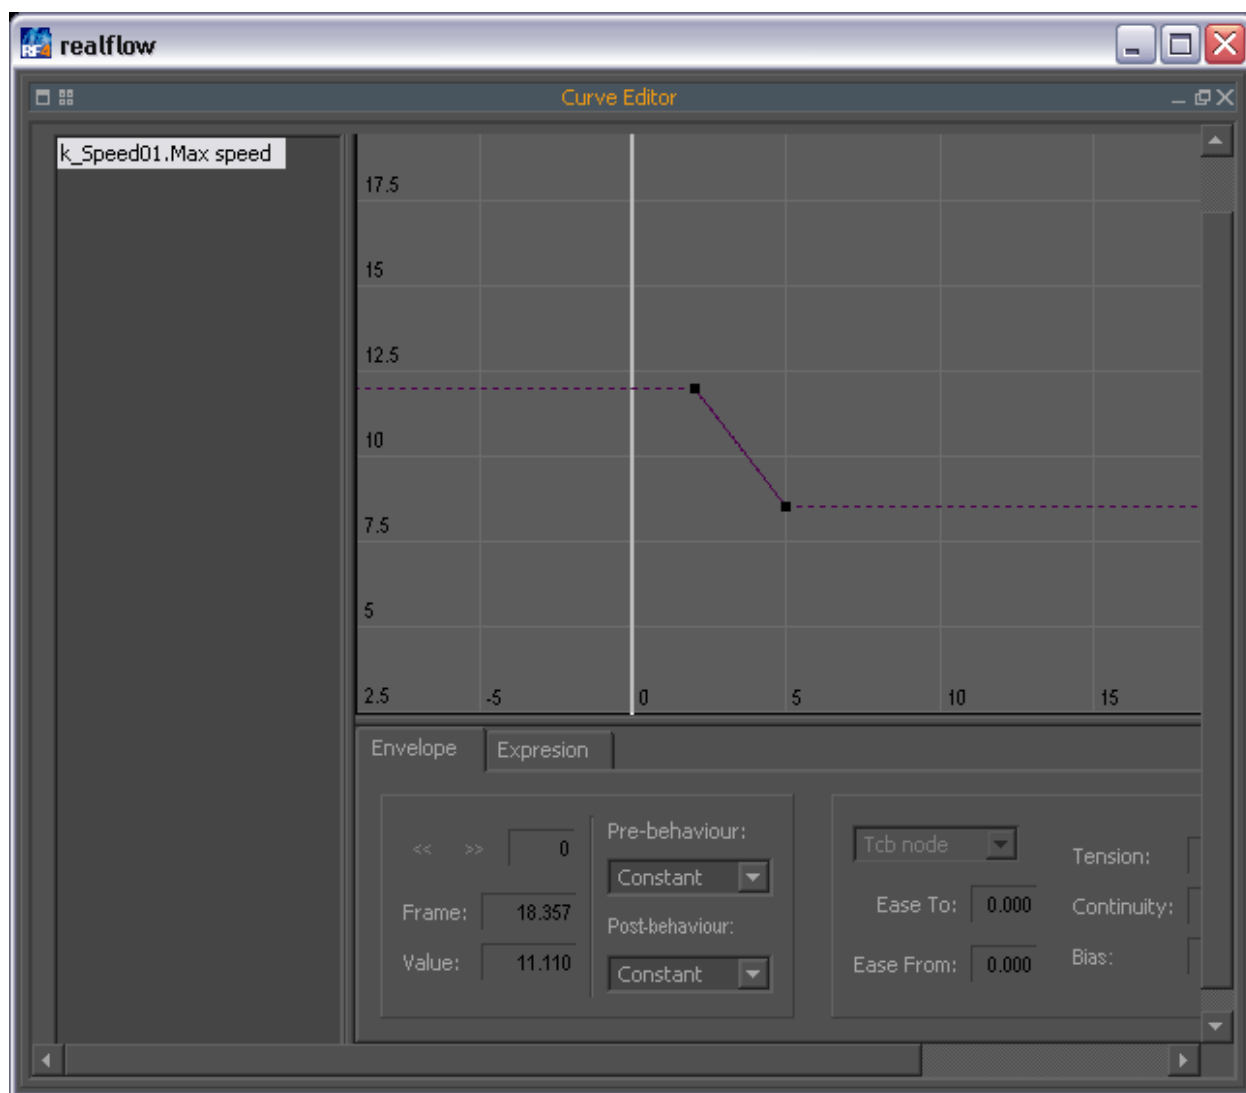 RF4 realflow
Curve Editor
k_Speed01.Max speed
17.5
15
12.5
10
7.5
5
2.5 -5 0 5 10 15
Envelope Expresion
<< >> 0
Frame: 18.357
Value: 11.110
Pre-behaviour:
Constant
Post-behaviour:
Constant
Tcb node
Ease To: 0.000
Ease From: 0.000
Tension:
Continuity:
Bias: